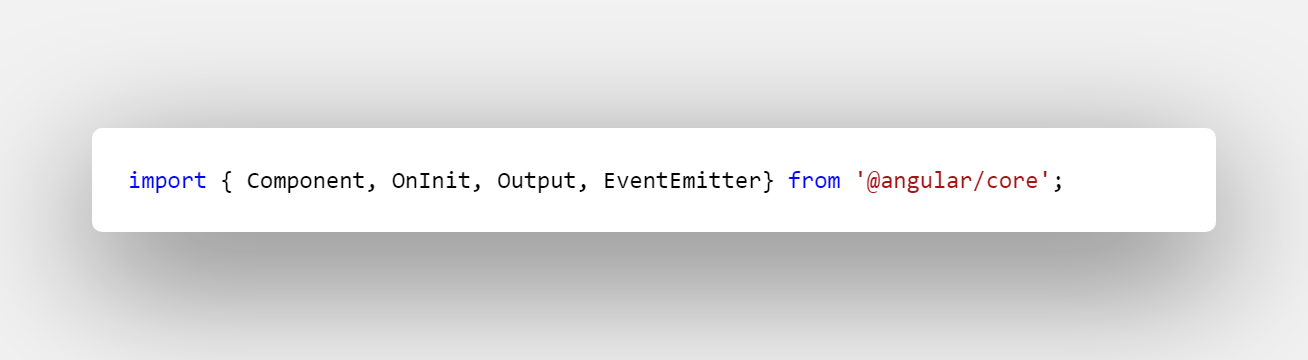 import { Component, OnInit, Output, EventEmitter} from '@angular/core';